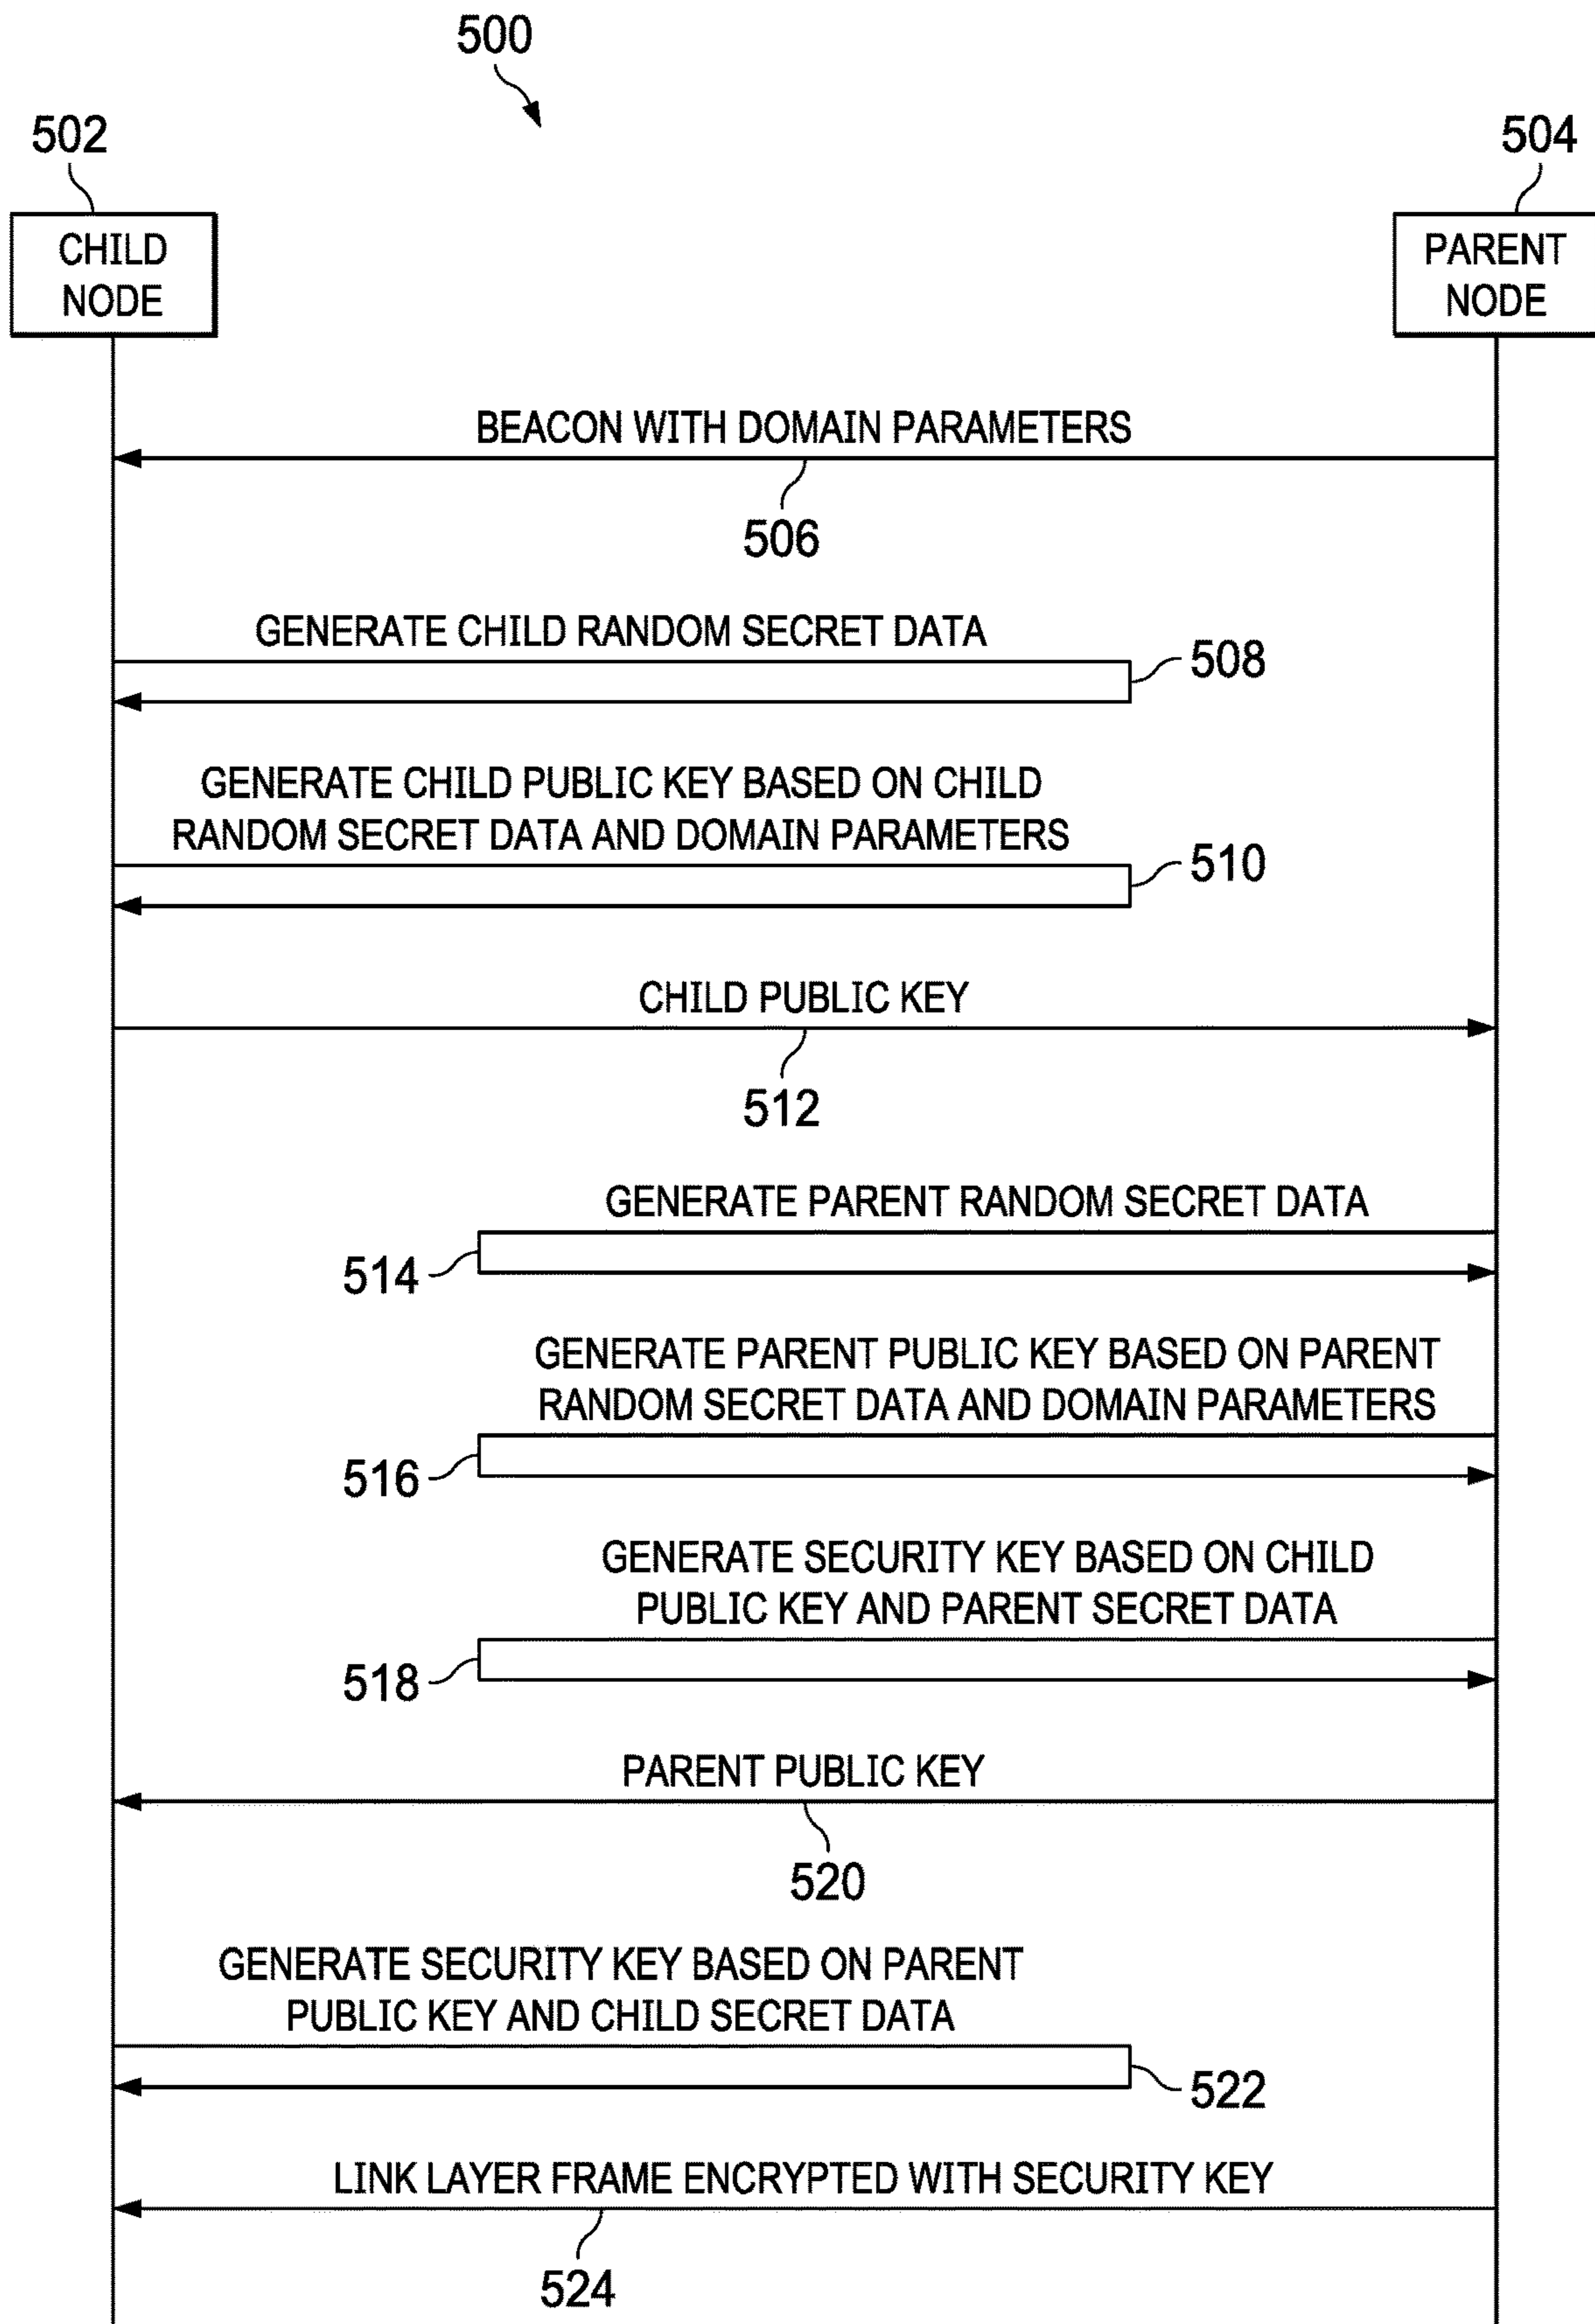 500
502
504
CHILD
NODE
PARENT
NODE
BEACON WITH DOMAIN PARAMETERS
506
GENERATE CHILD RANDOM SECRET DATA
508
GENERATE CHILD PUBLIC KEY BASED ON CHILD
RANDOM SECRET DATA AND DOMAIN PARAMETERS
510
CHILD PUBLIC KEY
512
GENERATE PARENT RANDOM SECRET DATA
514
GENERATE PARENT PUBLIC KEY BASED ON PARENT
RANDOM SECRET DATA AND DOMAIN PARAMETERS
516
GENERATE SECURITY KEY BASED ON CHILD
PUBLIC KEY AND PARENT SECRET DATA
518
PARENT PUBLIC KEY
520
GENERATE SECURITY KEY BASED ON PARENT
PUBLIC KEY AND CHILD SECRET DATA
522
LINK LAYER FRAME ENCRYPTED WITH SECURITY KEY
524